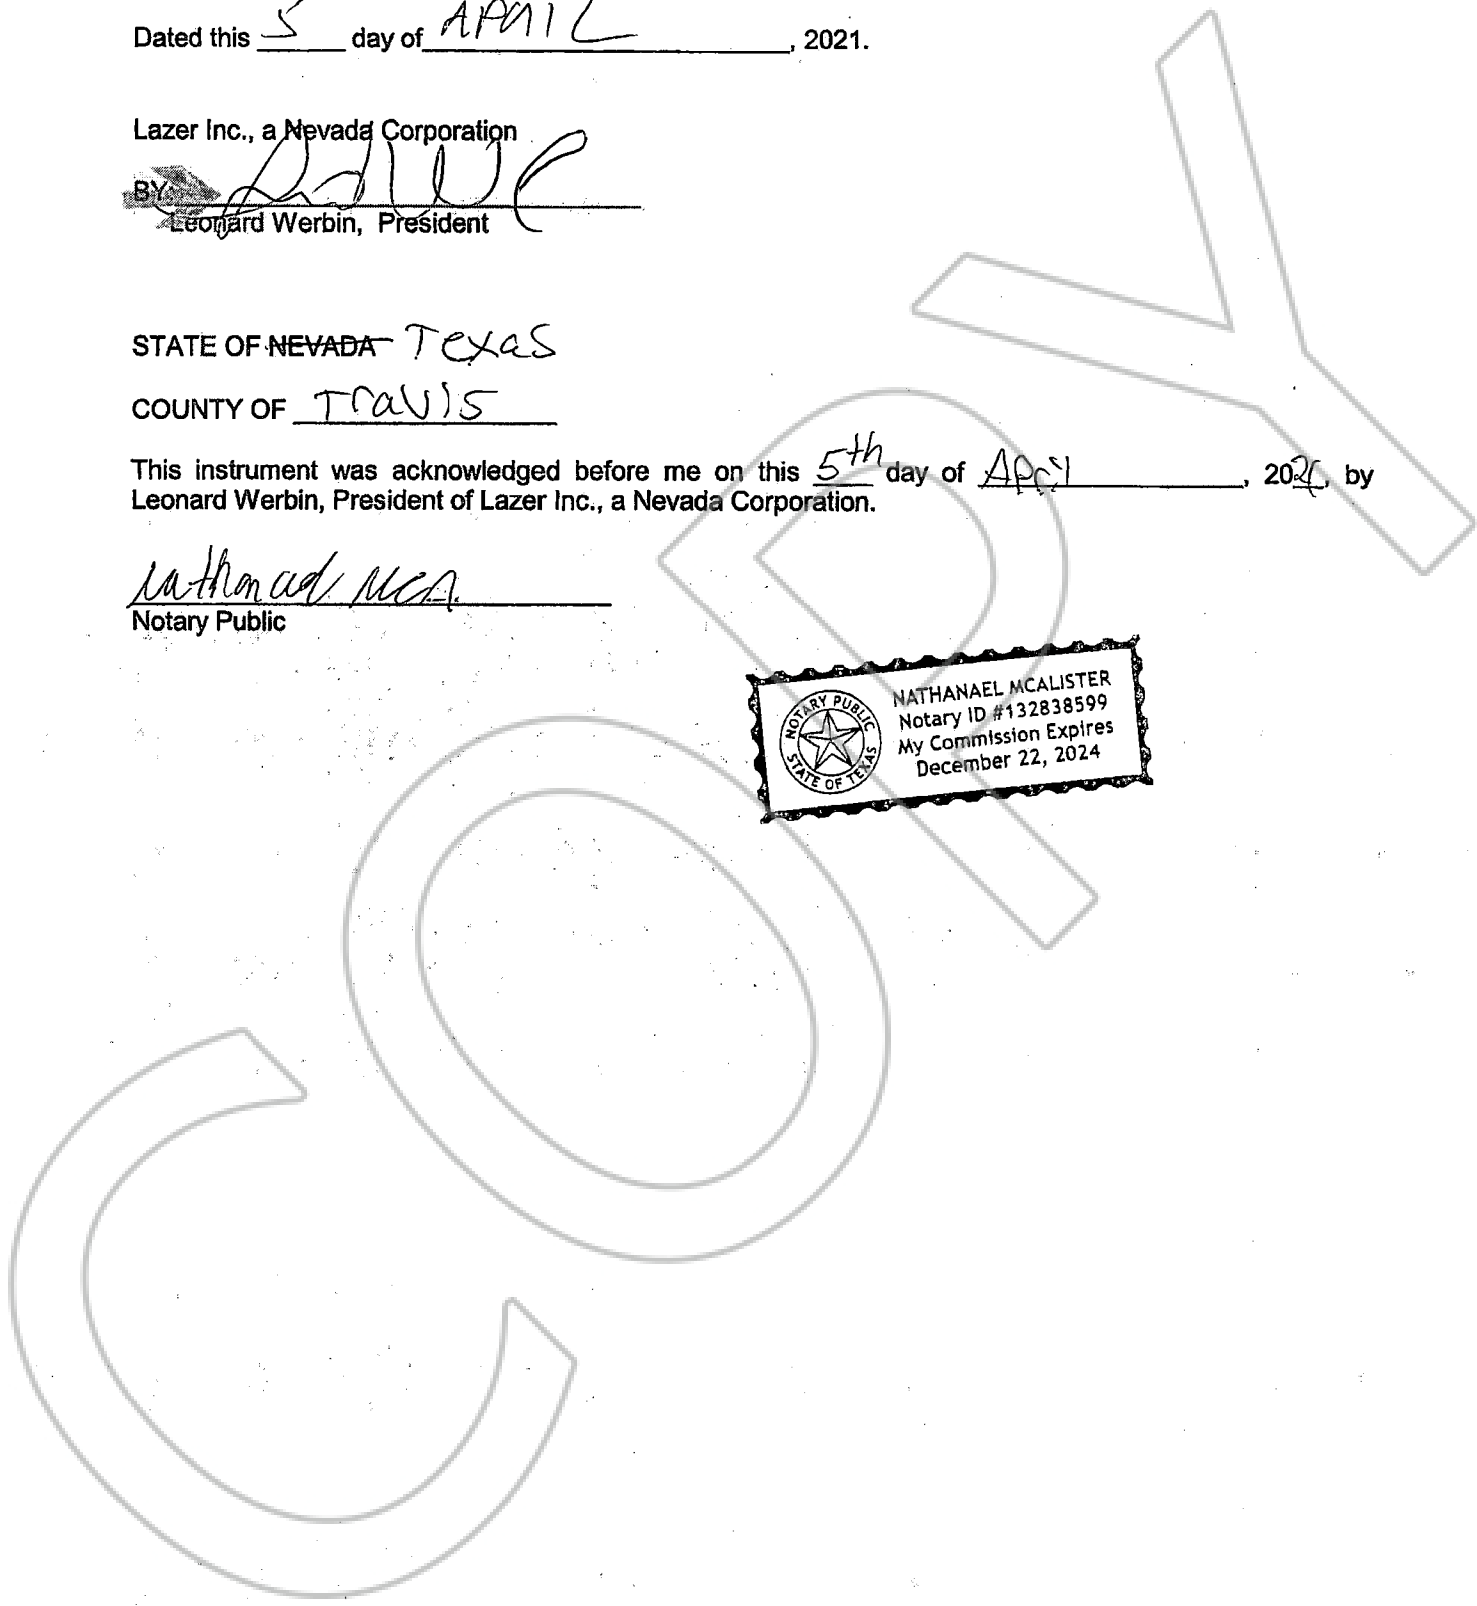 Dated this 5 day of APRIL, 2021.
Lazer Inc., a Nevada Corporation
BY:
Leonard Werbin, President
STATE OF NEVADA Texas
COUNTY OF Travis
This instrument was acknowledged before me on this 5th day of April, 2021, by
Leonard Werbin, President of Lazer Inc., a Nevada Corporation.
Nathanael McA.
Notary Public
NOTARY PUBLIC
STATE OF TEXAS
NATHANAEL MCALISTER
Notary ID #132838599
My Commission Expires
December 22, 2024
COPY